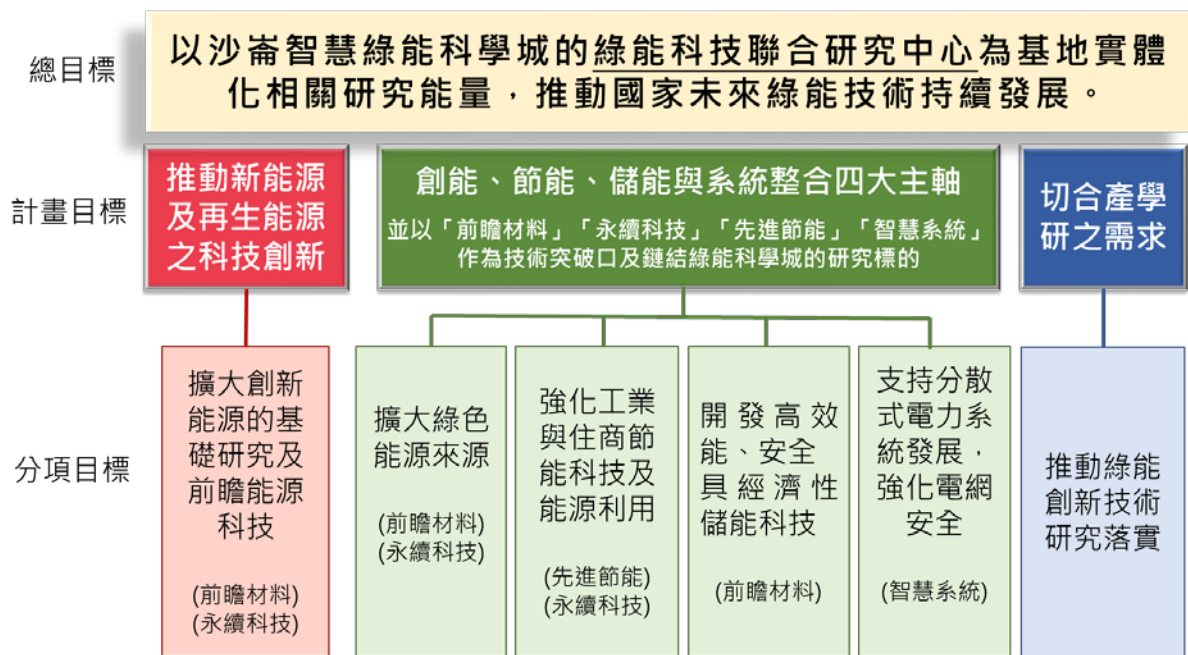 總目標
以沙崙智慧綠能科學城的綠能科技聯合研究中心為基地實體
化相關研究能量，推動國家未來綠能技術持續發展。
計畫目標
推動新能源
及再生能源
之科技創新
創能、節能、儲能與系統整合四大主軸
並以「前瞻材料」「永續科技」「先進節能」「智慧系統」
作為技術突破口及鏈結綠能科學城的研究標的
切合產學
研之需求
分項目標
擴大創新
能源的基
礎研究及
前瞻能源
科技
(前瞻材料)
(永續科技)
擴大綠色
能源來源
(前瞻材料)
(永續科技)
強化工業
與住商節
能科技及
能源利用
(先進節能)
(永續科技)
開發高效
能、安全
具經濟性
儲能科技
(前瞻材料)
支持分散
式電力系
統發展，
強化電網
安全
(智慧系統)
推動綠能
創新技術
研究落實